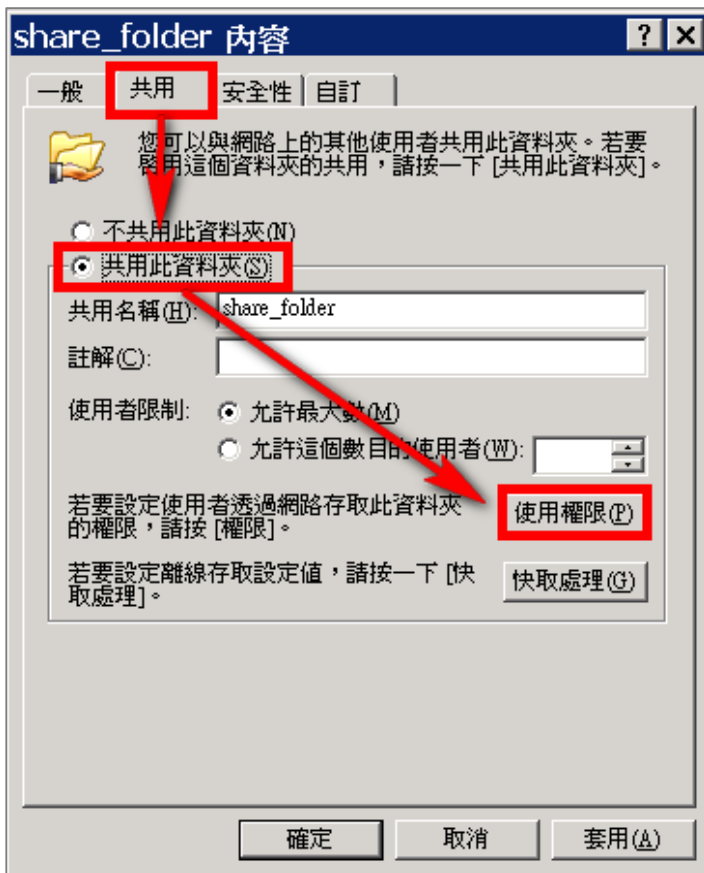 share_folder 內容
一般 共用 安全性 自訂
您可以與網路上的其他使用者共用此資料夾。若要
啓用這個資料夾的共用，請按一下 [共用此資料夾]。
不共用此資料夾(N)
共用此資料夾(S)
共用名稱(H): share_folder
註解(C):
使用者限制: 允許最大數(M)
允許這個數目的使用者(W):
若要設定使用者透過網路存取此資料夾
的權限，請按 [權限]。
使用權限(P)
若要設定離線存取設定值，請按一下 [快
取處理]。
快取處理(G)
確定 取消 套用(A)